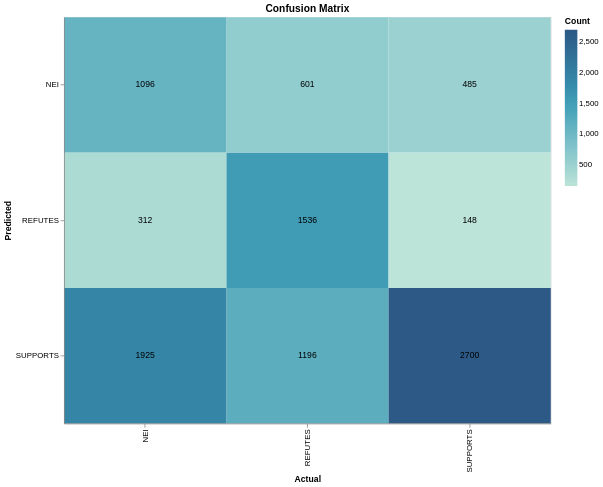 Confusion Matrix
Count
2,500
2,000
1,500
1,000
500
NEI
1096
601
485
REFUTES
312
1536
148
SUPPORTS
1925
1196
2700
Predicted
NEI
REFUTES
SUPPORTS
Actual